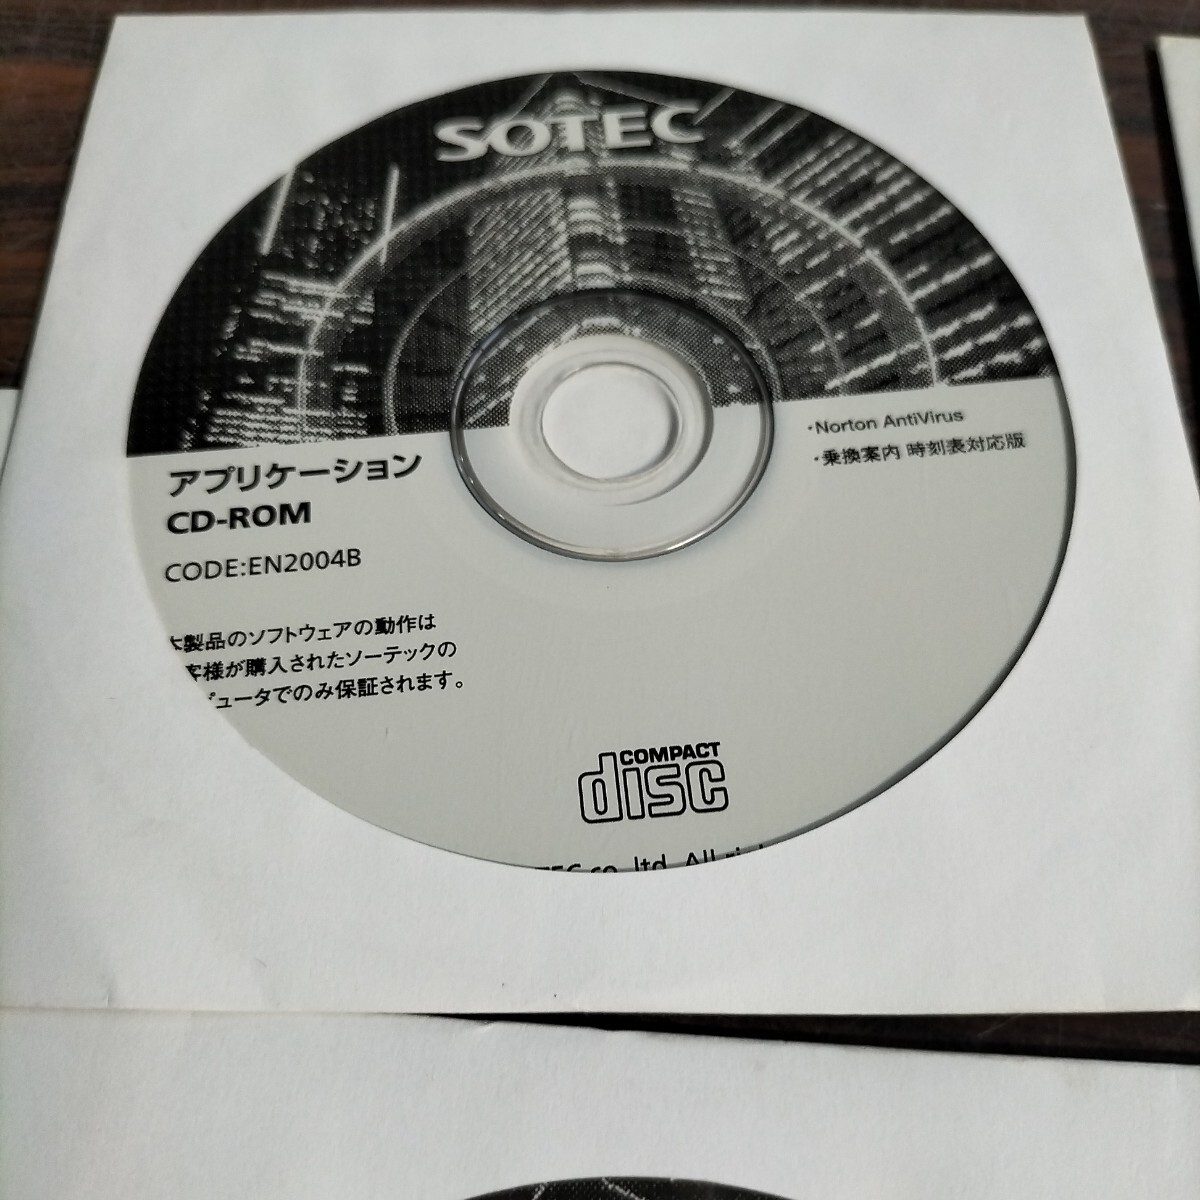 SOTEC
・Norton AntiVirus
・乗換案内 時刻表対応版
アプリケーション
CD-ROM
CODE:EN2004B
製品のソフトウェアの動作は
客様が購入されたソーテックの
ピュータでのみ保証されます。
COMPACT
disc
co.,ltd. All